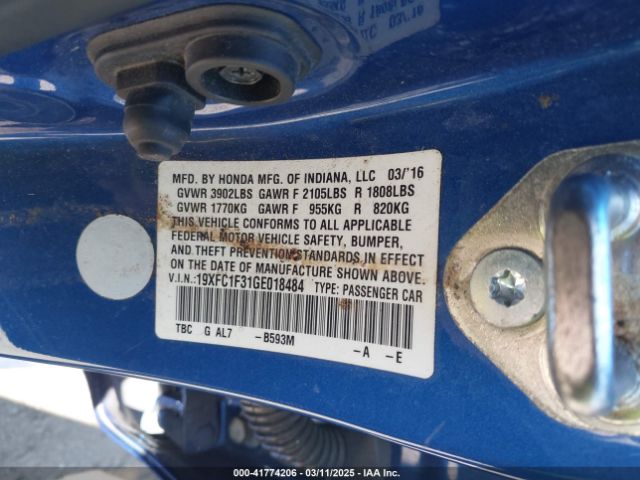 MFD. BY HONDA MFG. OF INDIANA, LLC 03/'16
GVWR 3902LBS GAWR F 2105LBS R 1808LBS
GVWR 1770KG GAWR F 955KG R 820KG
THIS VEHICLE CONFORMS TO ALL APPLICABLE
FEDERAL MOTOR VEHICLE SAFETY, BUMPER,
AND THEFT PREVENTION STANDARDS IN EFFECT
ON THE DATE OF MANUFACTURE SHOWN ABOVE.
V.I.N.:19XFC1F31GE018484 TYPE: PASSENGER CAR
TBC G AL7 -B593M -A -E
000-41774206 - 03/11/2025 - IAA Inc.